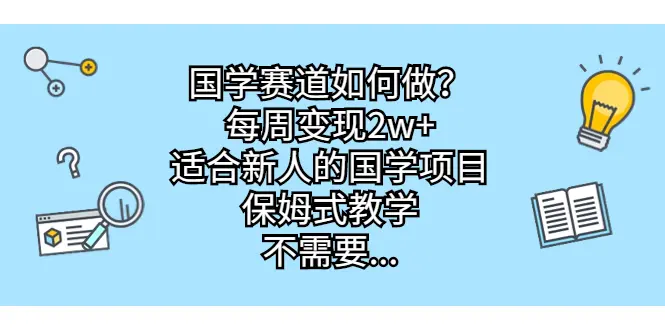 国学赛道如何做?
每周变现2w+
适合新人的国学项目
保姆式教学
不需要...